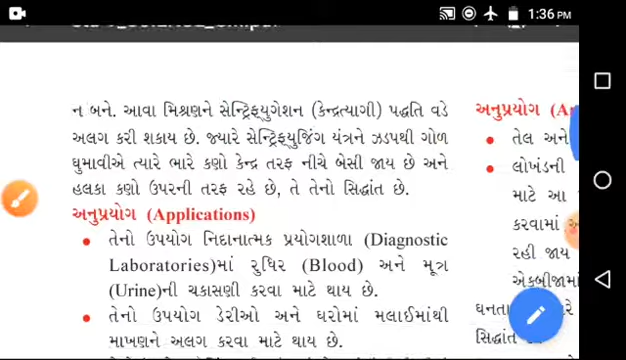 1:36 PM
ન બને. આવા મિશ્રણને સેન્ટ્રિફ્યુગેશન (કેન્દ્રત્યાગી) પદ્ધતિ વડે
અલગ કરી શકાય છે. જ્યારે સેન્ટ્રિફ્યુજિંગ યંત્રને ઝડપથી ગોળ
ઘુમાવીએ ત્યારે ભારે કણો કેન્દ્ર તરફ નીચે બેસી જાય છે અને
હલકા કણો ઉપરની તરફ રહે છે, તે તેનો સિદ્ધાંત છે.
અનુપ્રયોગ (Applications)
• તેનો ઉપયોગ નિદાનાત્મક પ્રયોગશાળા (Diagnostic
Laboratories)માં રુધિર (Blood) અને મૂત્ર
(Urine)ની ચકાસણી કરવા માટે થાય છે.
• તેનો ઉપયોગ ડેરીઓ અને ઘરોમાં મલાઈમાંથી
માખણને અલગ કરવા માટે થાય છે.
અનુપ્રયોગ
• તેલ અને
• લોખંડની
માટે આ
કરવામાં
રહી જાય
એકબીજામાં
ઘનતા
સિદ્ધાંત